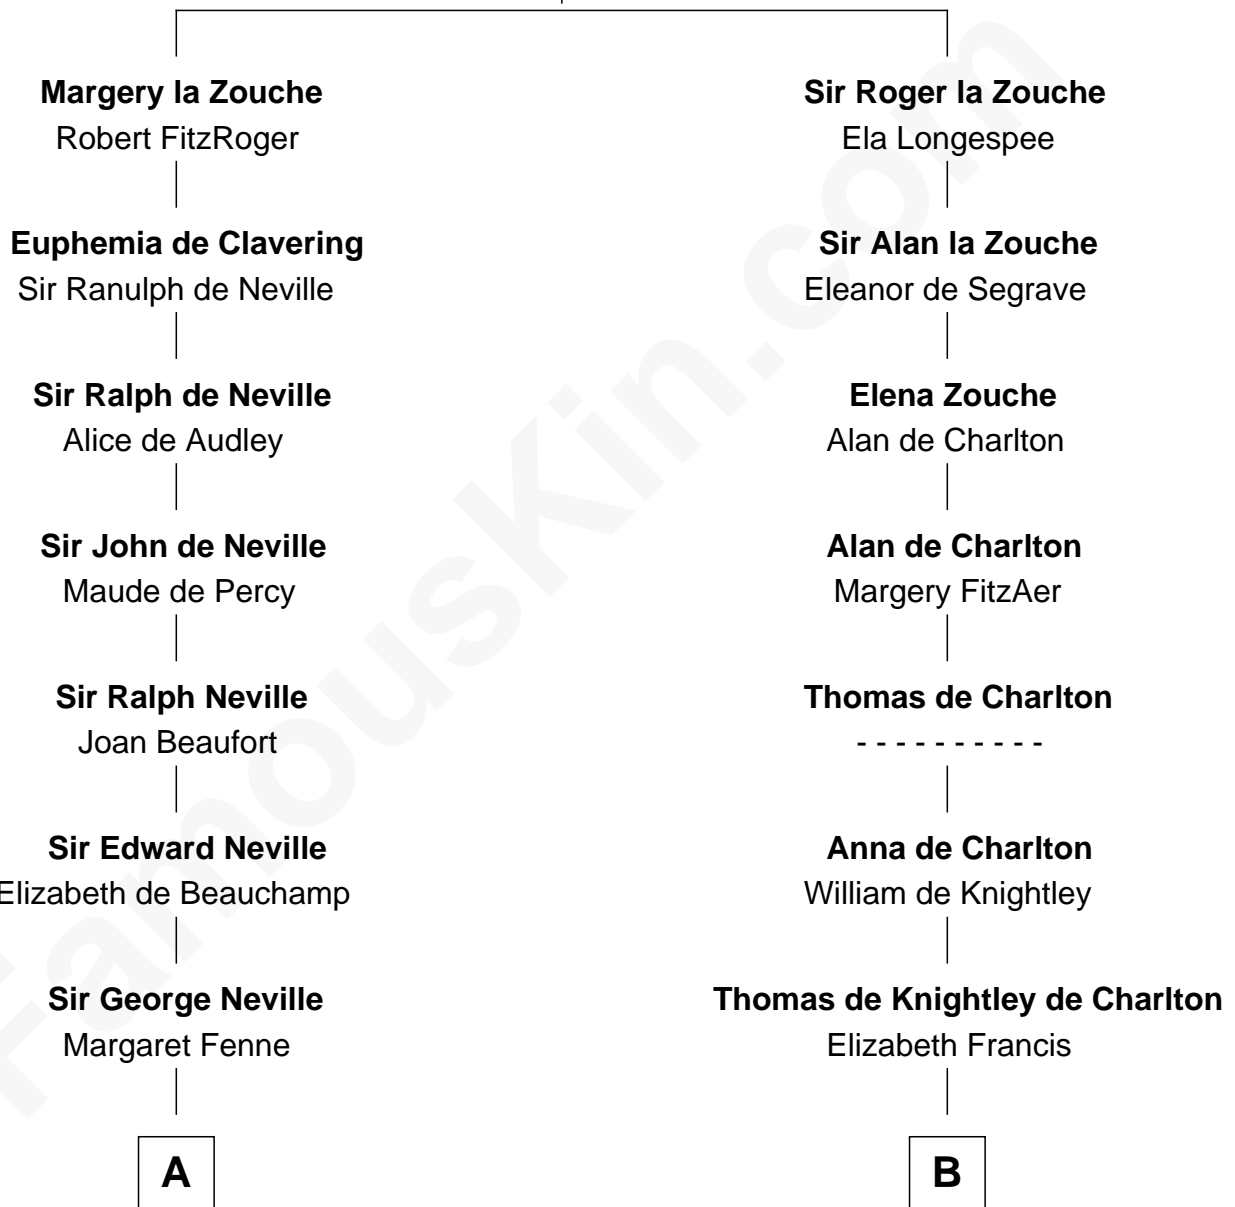 Margery la Zouche
Robert FitzRoger
Euphemia de Clavering
Sir Ranulph de Neville
Sir Ralph de Neville
Alice de Audley
Sir John de Neville
Maude de Percy
Sir Ralph Neville
Joan Beaufort
Sir Edward Neville
Elizabeth de Beauchamp
Sir George Neville
Margaret Fenne
A
Sir Roger la Zouche
Ela Longespee
Sir Alan la Zouche
Eleanor de Segrave
Elena Zouche
Alan de Charlton
Alan de Charlton
Margery FitzAer
Thomas de Charlton
- - - - - - - - - -
Anna de Charlton
William de Knightley
Thomas de Knightley de Charlton
Elizabeth Francis
B
FamousKin.com